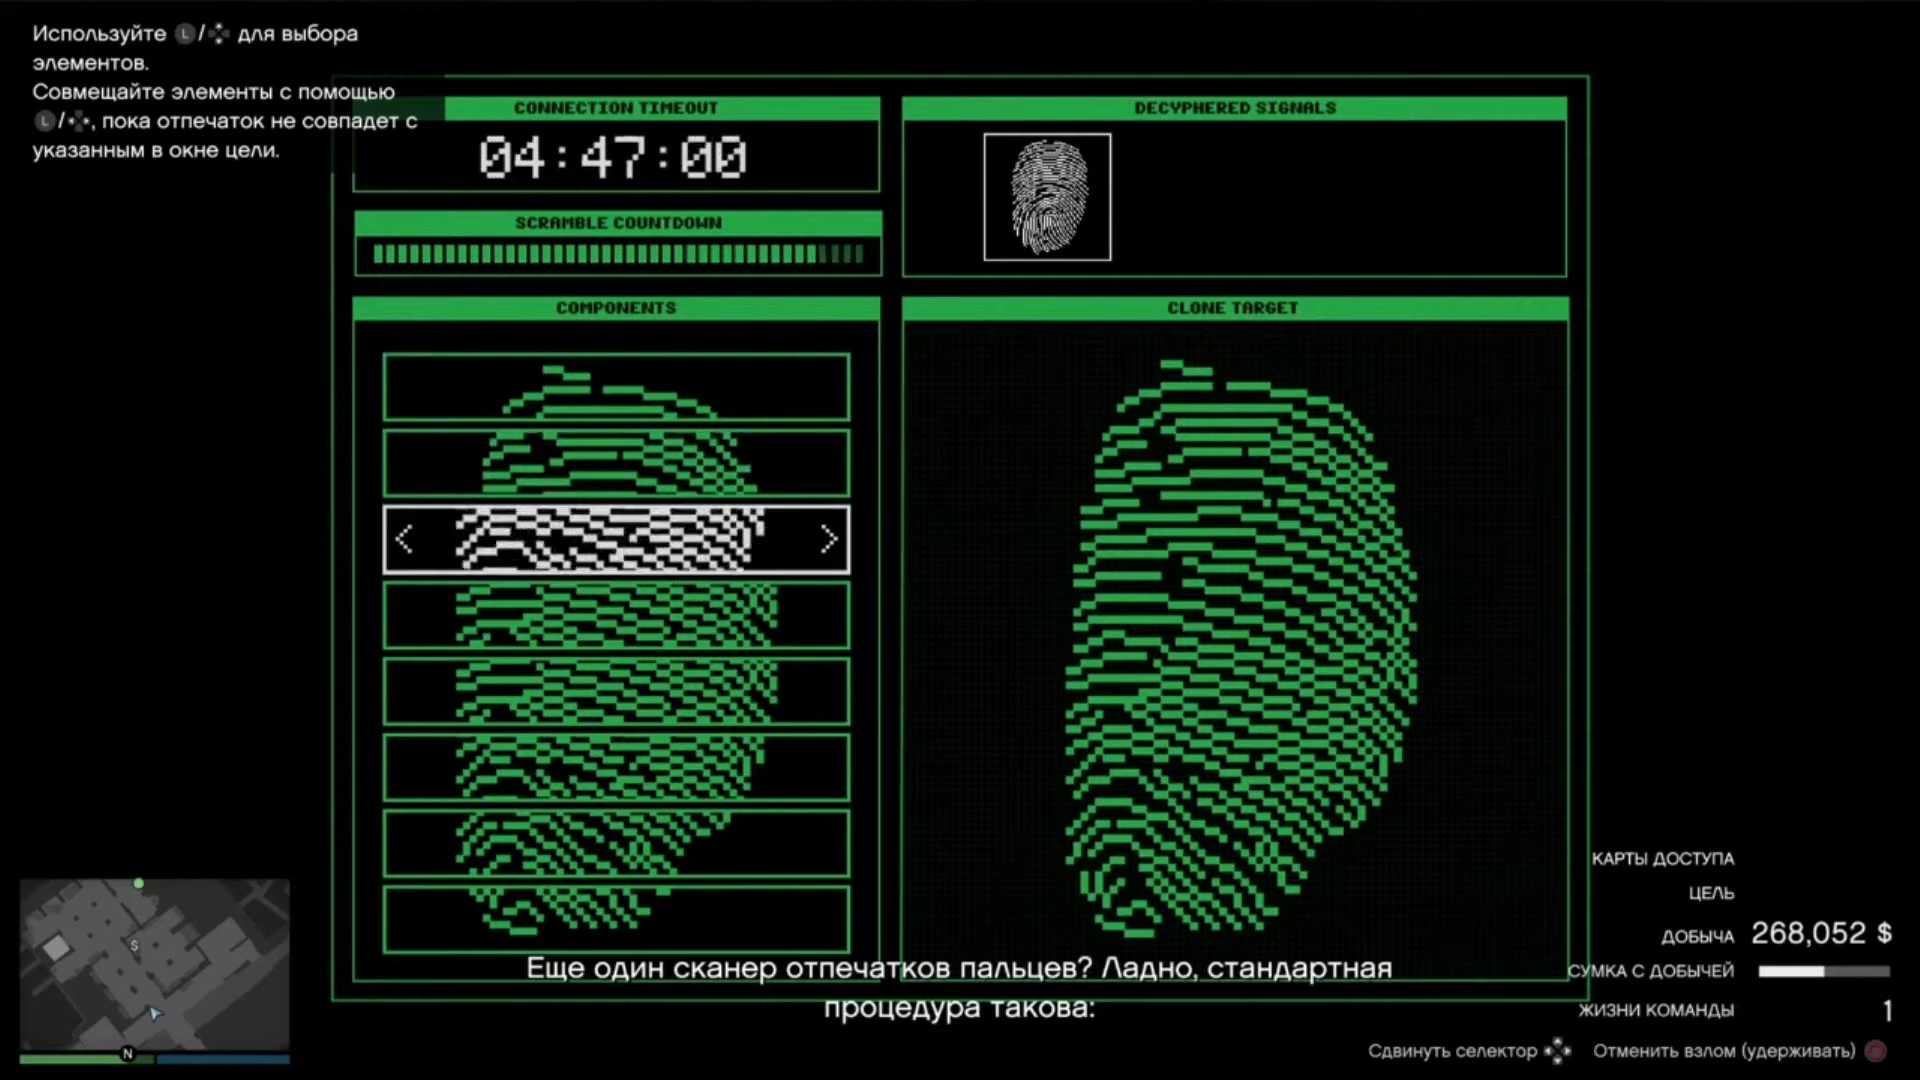 Используйте L/ для выбора
элементов.
Совмещайте элементы с помощью
L/, пока отпечаток не совпадет с
указанным в окне цели.
CONNECTION TIMEOUT
04:47:00
SCRAMBLE COUNTDOWN
DECYPHERED SIGNALS
COMPONENTS
CLONE TARGET
КАРТЫ ДОСТУПА
ЦЕЛЬ
ДОБЫЧА 268,052 $
СУМКА С ДОБЫЧЕЙ
ЖИЗНИ КОМАНДЫ 1
Еще один сканер отпечатков пальцев? Ладно, стандартная
процедура такова:
Сдвинуть селектор Отменить взлом (удерживать)
S
N